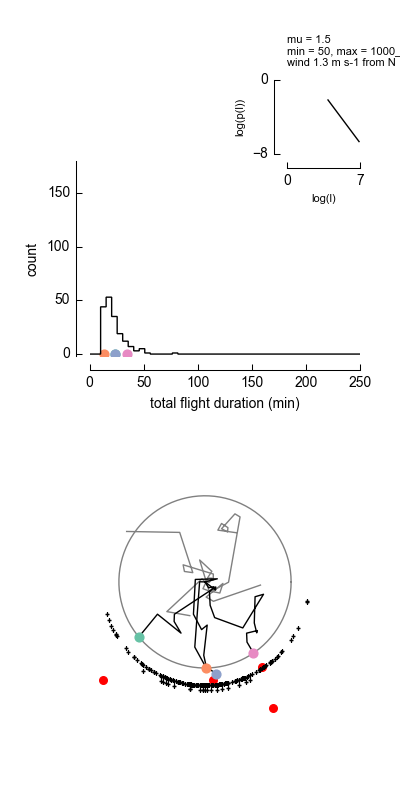 mu = 1.5
min = 50, max = 1000_
wind 1.3 m s-1 from N
0
log(p(l))
−8
0
7
log(l)
150
100
50
0
count
0
50
100
150
200
250
total flight duration (min)